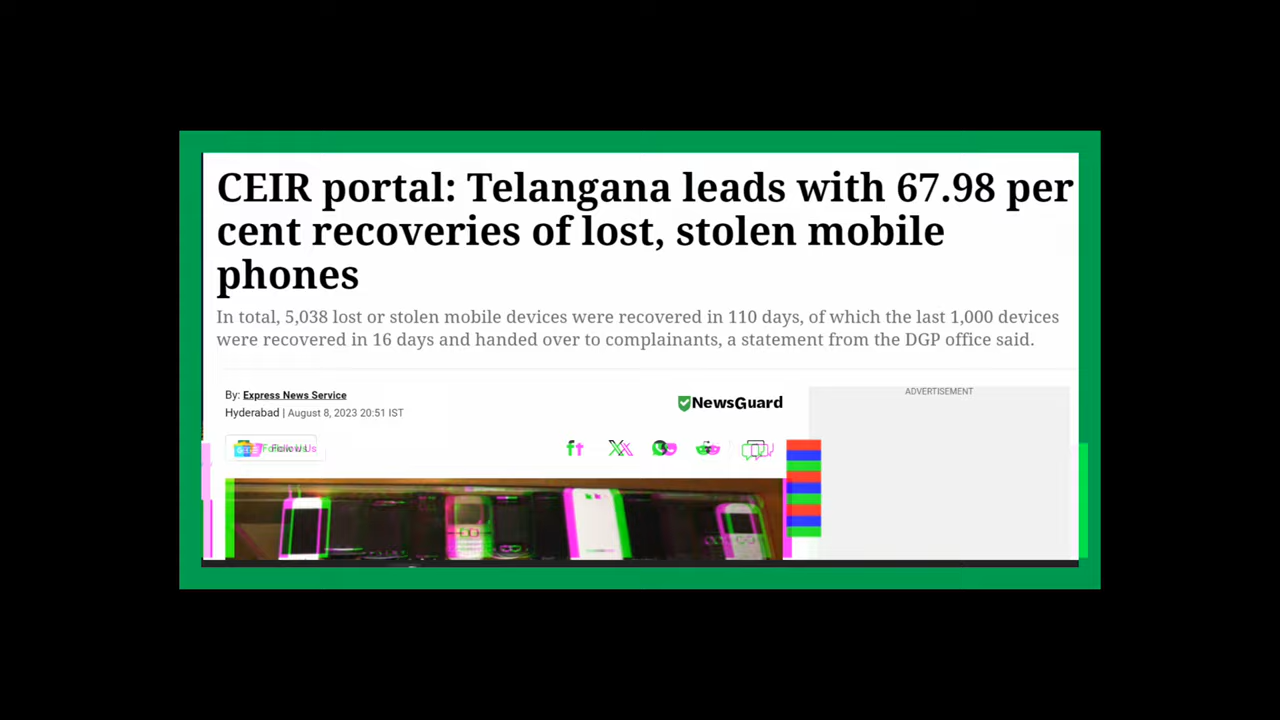 CEIR portal: Telangana leads with 67.98 per
cent recoveries of lost, stolen mobile
phones
In total, 5,038 lost or stolen mobile devices were recovered in 110 days, of which the last 1,000 devices
were recovered in 16 days and handed over to complainants, a statement from the DGP office said.
By: Express News Service
Hyderabad | August 8, 2023 20:51 IST
NewsGuard
ADVERTISEMENT
Follow Us